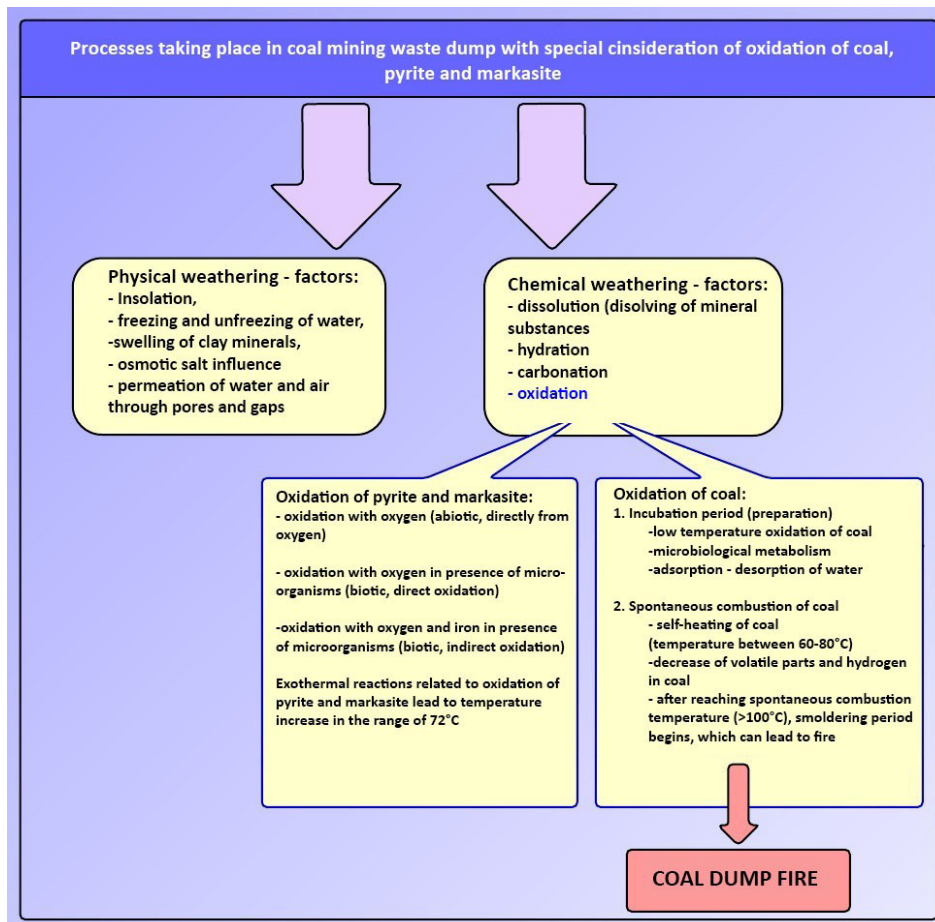 Processes taking place in coal mining waste dump with special cinsideration of oxidation of coal,
pyrite and markasite
Physical weathering - factors:
- Insolation,
- freezing and unfreezing of water,
-swelling of clay minerals,
- osmotic salt influence
- permeation of water and air
through pores and gaps
Chemical weathering - factors:
- dissolution (disolving of mineral
substances
- hydration
- carbonation
- oxidation
Oxidation of pyrite and markasite:
- oxidation with oxygen (abiotic, directly from
oxygen)
- oxidation with oxygen in presence of micro-
organisms (biotic, direct oxidation)
-oxidation with oxygen and iron in presence
of microorganisms (biotic, indirect oxidation)
Exothermal reactions related to oxidation of
pyrite and markasite lead to temperature
increase in the range of 72°C
Oxidation of coal:
1. Incubation period (preparation)
-low temperature oxidation of coal
-microbiological metabolism
-adsorption - desorption of water
2. Spontaneous combustion of coal
- self-heating of coal
(temperature between 60-80°C)
-decrease of volatile parts and hydrogen
in coal
- after reaching spontaneous combustion
temperature (>100°C), smoldering period
begins, which can lead to fire
COAL DUMP FIRE